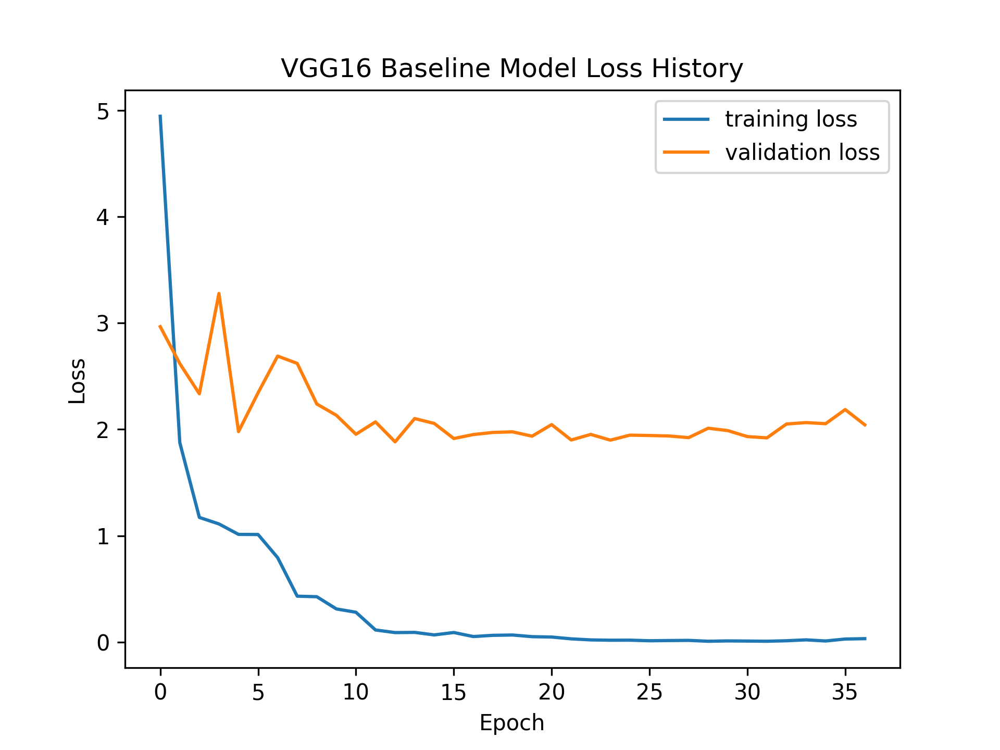 VGG16 Baseline Model Loss History
training loss
validation loss
5
4
3
2
1
0
Loss
0 5 10 15 20 25 30 35
Epoch